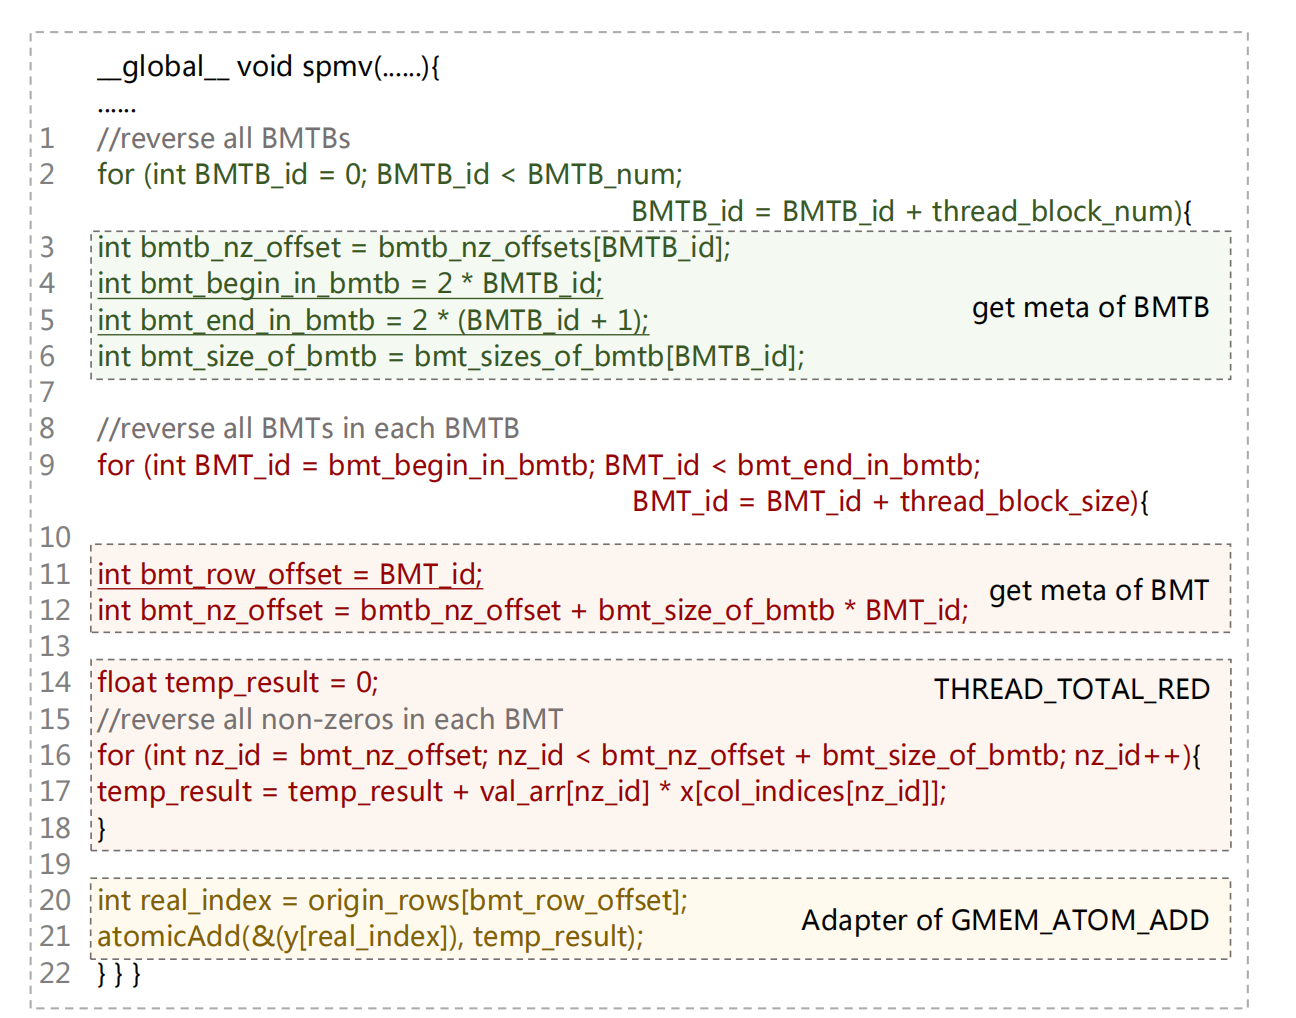 __global__ void spmv(......){
......
1 //reverse all BMTBs
2 for (int BMTB_id = 0; BMTB_id < BMTB_num;
BMTB_id = BMTB_id + thread_block_num){
3 int bmtb_nz_offset = bmtb_nz_offsets[BMTB_id];
4 int bmt_begin_in_bmtb = 2 * BMTB_id;
get meta of BMTB
5 int bmt_end_in_bmtb = 2 * (BMTB_id + 1);
6 int bmt_size_of_bmtb = bmt_sizes_of_bmtb[BMTB_id];
7
8 //reverse all BMTs in each BMTB
9 for (int BMT_id = bmt_begin_in_bmtb; BMT_id < bmt_end_in_bmtb;
BMT_id = BMT_id + thread_block_size){
10
11 int bmt_row_offset = BMT_id;
get meta of BMT
12 int bmt_nz_offset = bmtb_nz_offset + bmt_size_of_bmtb * BMT_id;
13
14 float temp_result = 0;
THREAD_TOTAL_RED
15 //reverse all non-zeros in each BMT
16 for (int nz_id = bmt_nz_offset; nz_id < bmt_nz_offset + bmt_size_of_bmtb; nz_id++){
17 temp_result = temp_result + val_arr[nz_id] * x[col_indices[nz_id]];
18 }
19
20 int real_index = origin_rows[bmt_row_offset];
Adapter of GMEM_ATOM_ADD
21 atomicAdd(&(y[real_index]), temp_result);
22 } } }